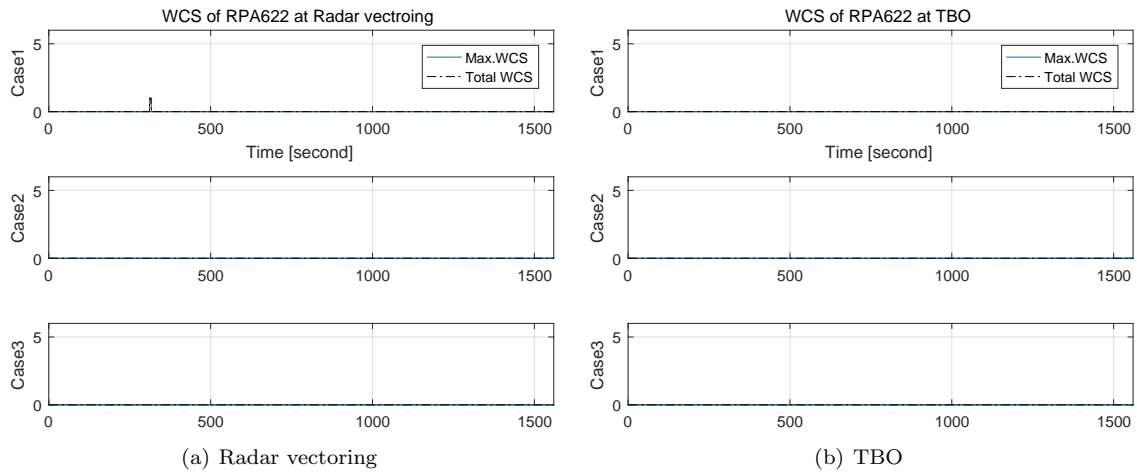 WCS of RPA622 at Radar vectroing
Case1
5
0
Max.WCS
Total WCS
0 500 1000 1500
Time [second]
Case2
5
0
0 500 1000 1500
Case3
5
0
0 500 1000 1500
(a) Radar vectoring
WCS of RPA622 at TBO
Case1
5
0
Max.WCS
Total WCS
0 500 1000 1500
Time [second]
Case2
5
0
0 500 1000 1500
Case3
5
0
0 500 1000 1500
(b) TBO